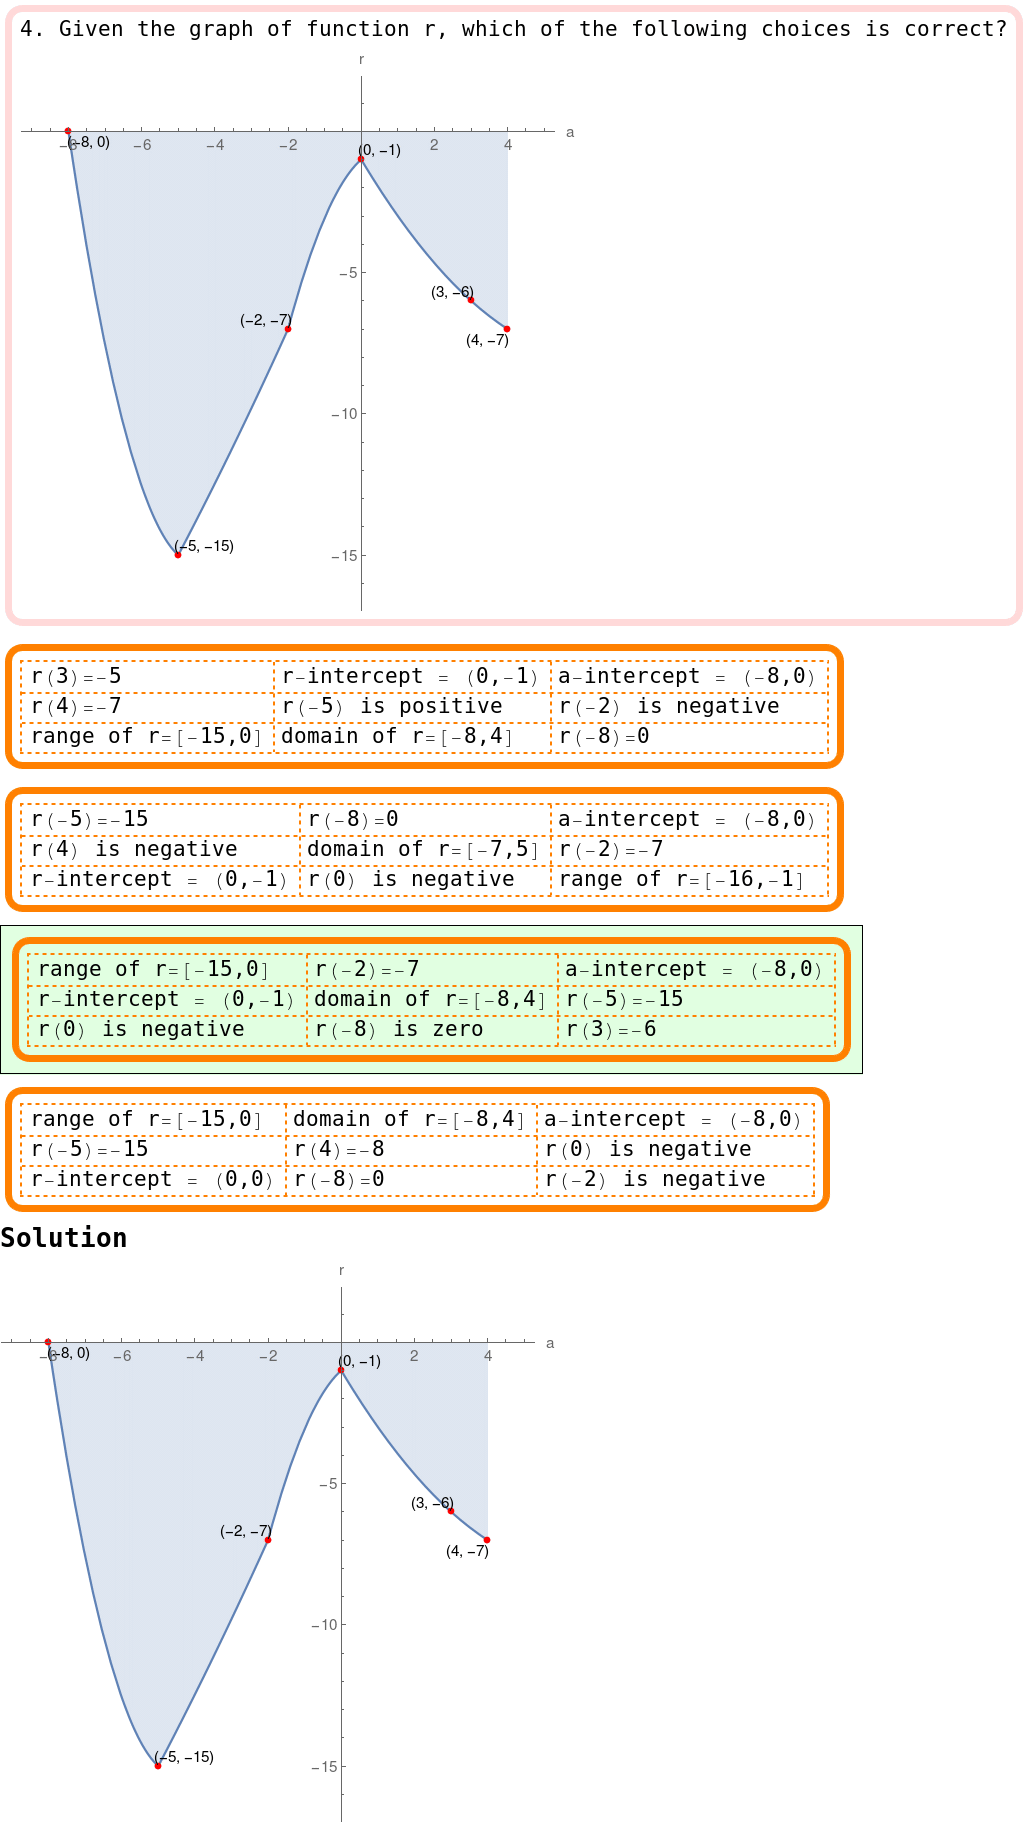 4. Given the graph of function r, which of the following choices is correct?
r
a
(−8, 0)
−8 −6 −4 −2 2 4
(0, −1)
−5
(3, −6)
(−2, −7)
(4, −7)
−10
(−5, −15)
−15
r(3)=-5 r-intercept = (0,-1) a-intercept = (-8,0)
r(4)=-7 r(-5) is positive r(-2) is negative
range of r=[-15,0] domain of r=[-8,4] r(-8)=0
r(-5)=-15 r(-8)=0 a-intercept = (-8,0)
r(4) is negative domain of r=[-7,5] r(-2)=-7
r-intercept = (0,-1) r(0) is negative range of r=[-16,-1]
range of r=[-15,0] r(-2)=-7 a-intercept = (-8,0)
r-intercept = (0,-1) domain of r=[-8,4] r(-5)=-15
r(0) is negative r(-8) is zero r(3)=-6
range of r=[-15,0] domain of r=[-8,4] a-intercept = (-8,0)
r(-5)=-15 r(4)=-8 r(0) is negative
r-intercept = (0,0) r(-8)=0 r(-2) is negative
Solution
r
a
(−8, 0)
−8 −6 −4 −2 2 4
(0, −1)
−5
(3, −6)
(−2, −7)
(4, −7)
−10
(−5, −15)
−15